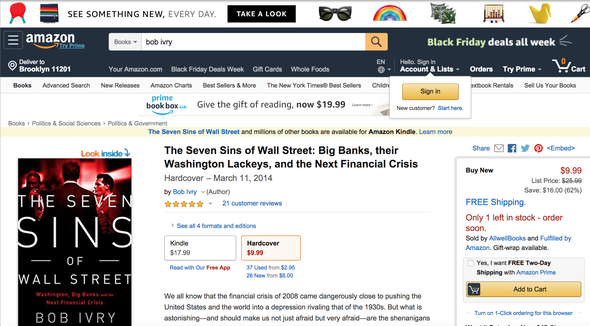 SEE SOMETHING NEW, EVERY DAY TAKE A LOOK
amazon
Try Prime
Books
bob ivry
Black Friday deals all week
Deliver to
Brooklyn 11201
Your Amazon.com Black Friday Deals Week Gift Cards Whole Foods
EN
Hello. Sign in
Account & Lists
Orders
Try Prime
0
Cart
Books Advanced Search New Releases Amazon Charts Best Sellers & More The New York Times® Best Sellers
Textbook Rentals Sell Us Your Books
Sign in
New customer? Start here.
prime
book box kids
Give the gift of reading, now $19.99
Learn more
Books › Politics & Social Sciences › Politics & Government
The Seven Sins of Wall Street and millions of other books are available for Amazon Kindle. Learn more
Look inside
THE
SEVEN
SINS
OF
WALL STREET
Washington, Big Banks and the
Next Financial Crisis
BOB IVRY
The Seven Sins of Wall Street: Big Banks, their
Washington Lackeys, and the Next Financial Crisis
Hardcover – March 11, 2014
by Bob Ivry (Author)
21 customer reviews
› See all 4 formats and editions
Kindle
$17.99
Hardcover
$9.99
Read with Our Free App
37 Used from $2.95
26 New from $6.00
We all know that the financial crisis of 2008 came dangerously close to pushing the
United States and the world into a depression rivaling that of the 1930s. But what is
astonishing—and should make us not just afraid but very afraid—are the shenanigans
Share <Embed>
Buy New $9.99
List Price: $25.99
Save: $16.00 (62%)
FREE Shipping.
Only 1 left in stock - order
soon.
Sold by AllwellBooks and Fulfilled by
Amazon. Gift-wrap available.
Yes, I want FREE Two-Day
Shipping with Amazon Prime
Add to Cart
Turn on 1-Click ordering for this browser